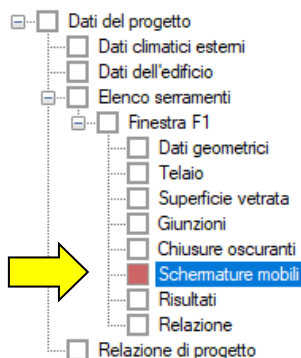 Dati del progetto
Dati climatici esterni
Dati dell'edificio
Elenco serramenti
Finestra F1
Dati geometrici
Telaio
Superficie vetrata
Giunzioni
Chiusure oscuranti
Schermature mobili
Risultati
Relazione
Relazione di progetto